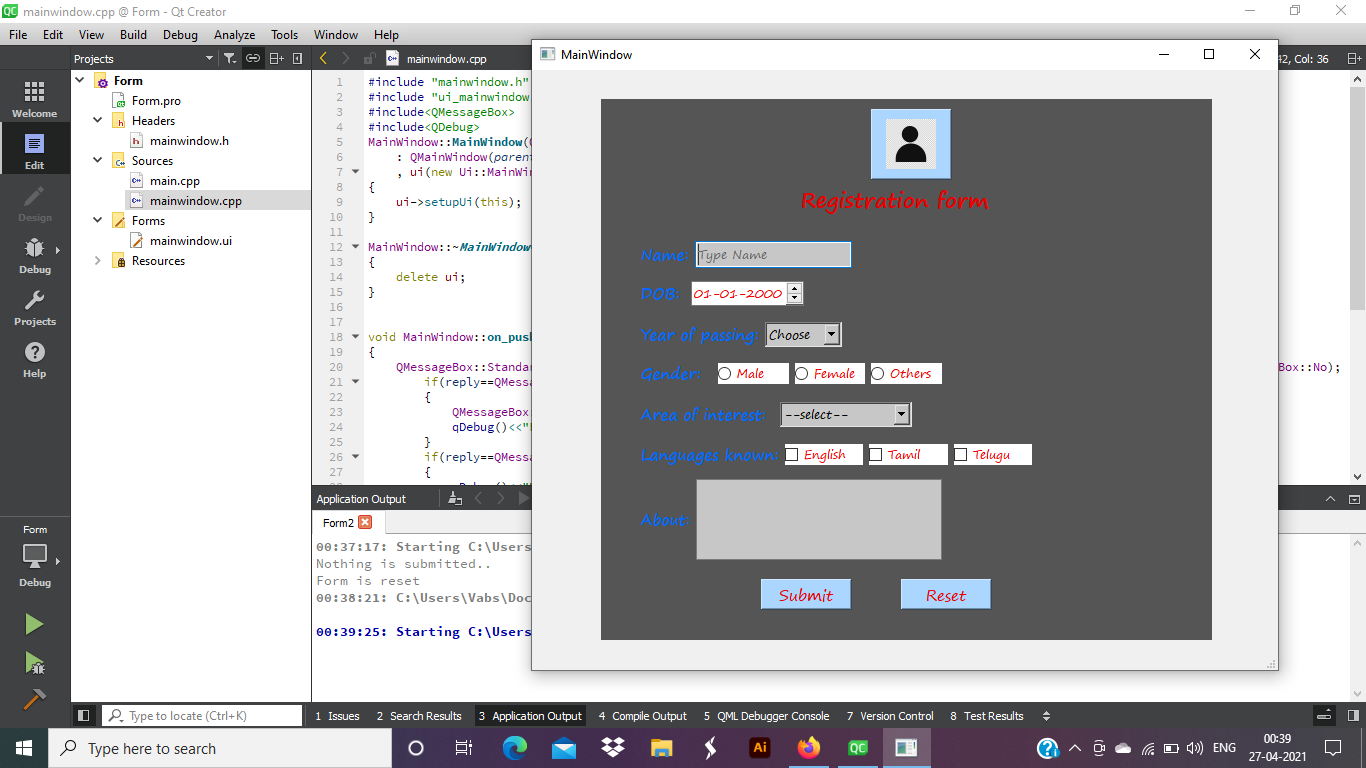 mainwindow.cpp @ Form - Qt Creator
File Edit View Build Debug Analyze Tools Window Help
Projects
mainwindow.cpp
42, Col: 36
Welcome
Edit
Design
Debug
Projects
Help
Form
Debug
Form
Form.pro
Headers
mainwindow.h
Sources
main.cpp
mainwindow.cpp
Forms
mainwindow.ui
Resources
1 #include "mainwindow.h"
2 #include "ui_mainwindow
3 #include<QMessageBox>
4 #include<QDebug>
5 MainWindow::MainWindow(
6 : QMainWindow(paren
7 , ui(new Ui::MainWin
8 {
9 ui->setupUi(this);
10 }
11
12 MainWindow::~MainWindow
13 {
14 delete ui;
15 }
16
17
18 void MainWindow::on_pus
19 {
20 QMessageBox::Standar
Box::No);
21 if(reply==QMessa
22 {
23 QMessageBox
24 qDebug()<<"
25 }
26 if(reply==QMessa
27 {
MainWindow
Registration form
Name: Type Name
DOB: 01-01-2000
Year of passing: Choose
Gender: Male Female Others
Area of interest: --select--
Languages known: English Tamil Telugu
About:
Submit Reset
Application Output
Form2
00:37:17: Starting C:\Users
Nothing is submitted..
Form is reset
00:38:21: C:\Users\Vabs\Doc
00:39:25: Starting C:\Users
Type to locate (Ctrl+K) 1 Issues 2 Search Results 3 Application Output 4 Compile Output 5 QML Debugger Console 7 Version Control 8 Test Results
Type here to search
Ai
QC
ENG
00:39
27-04-2021